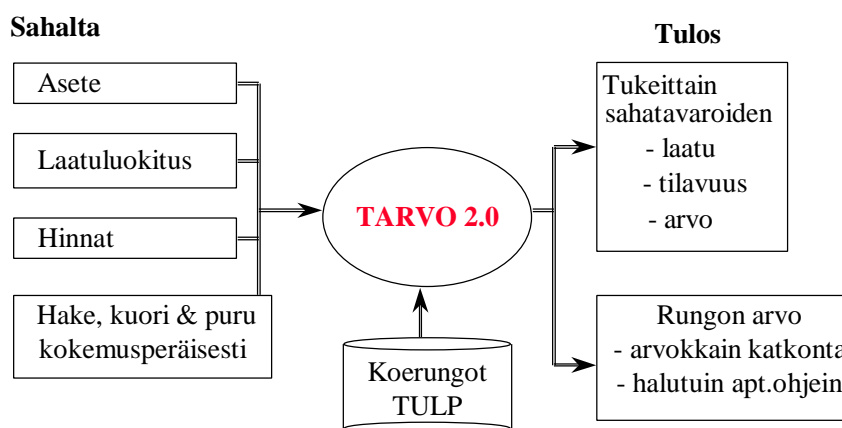 Sahalta
Asete
Laatuluokitus
Hinnat
Hake, kuori & puru
kokemusperäisesti
TARVO 2.0
Koerungot
TULP
Tulos
Tukeittain
sahatavaroiden
- laatu
- tilavuus
- arvo
Rungon arvo
- arvokkain katkonta
- halutuin apt.ohjein